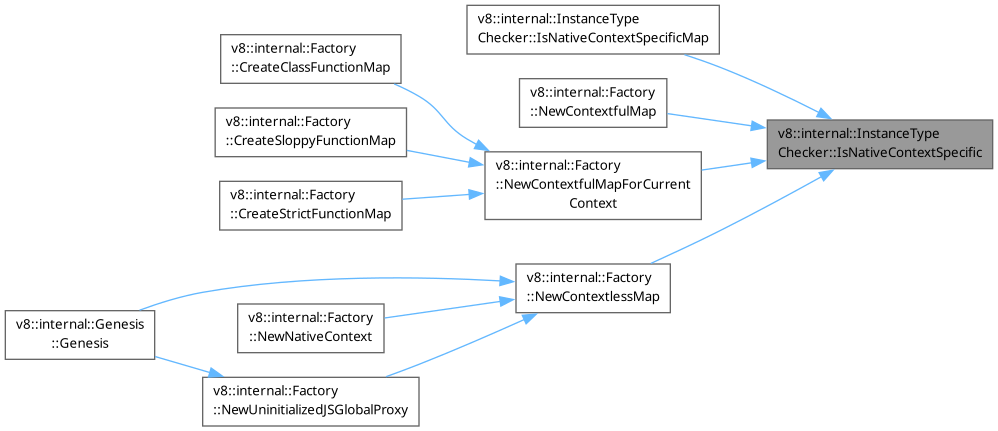 v8::internal::InstanceType
Checker::IsNativeContextSpecificMap
v8::internal::Factory
::CreateClassFunctionMap
v8::internal::Factory
::NewContextfulMap
v8::internal::InstanceType
Checker::IsNativeContextSpecific
v8::internal::Factory
::CreateSloppyFunctionMap
v8::internal::Factory
::NewContextfulMapForCurrent
Context
v8::internal::Factory
::CreateStrictFunctionMap
v8::internal::Factory
::NewContextlessMap
v8::internal::Genesis
::Genesis
v8::internal::Factory
::NewNativeContext
v8::internal::Factory
::NewUninitializedJSGlobalProxy